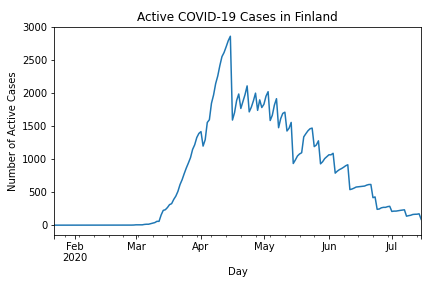 Active COVID-19 Cases in Finland
3000
2500
2000
1500
1000
500
0
Number of Active Cases
Feb Mar Apr May Jun Jul
2020
Day